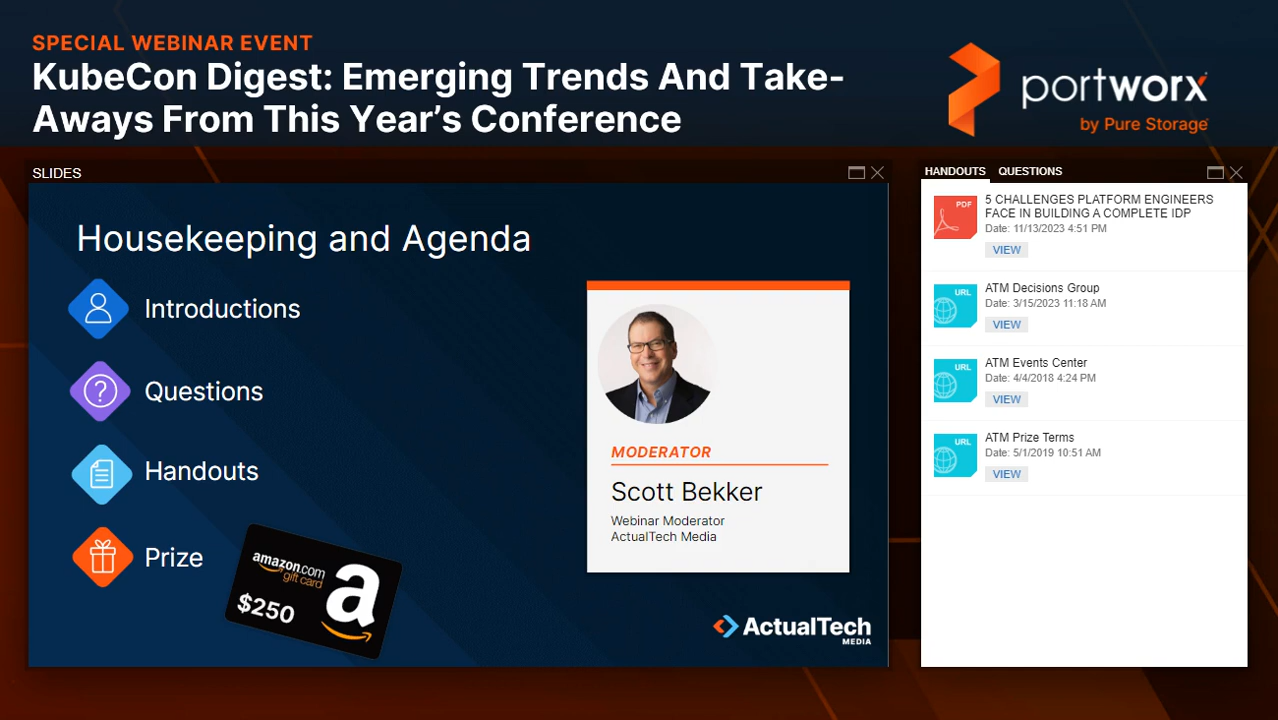 SPECIAL WEBINAR EVENT
KubeCon Digest: Emerging Trends And Take-
Aways From This Year's Conference
portworx
by Pure Storage
SLIDES
Housekeeping and Agenda
Introductions
Questions
Handouts
Prize
amazon.com
gift card
$250
a
MODERATOR
Scott Bekker
Webinar Moderator
ActualTech Media
ActualTech
MEDIA
HANDOUTS QUESTIONS
PDF
5 CHALLENGES PLATFORM ENGINEERS
FACE IN BUILDING A COMPLETE IDP
Date: 11/13/2023 4:51 PM
VIEW
URL
ATM Decisions Group
Date: 3/15/2023 11:18 AM
VIEW
URL
ATM Events Center
Date: 4/4/2018 4:24 PM
VIEW
URL
ATM Prize Terms
Date: 5/1/2019 10:51 AM
VIEW